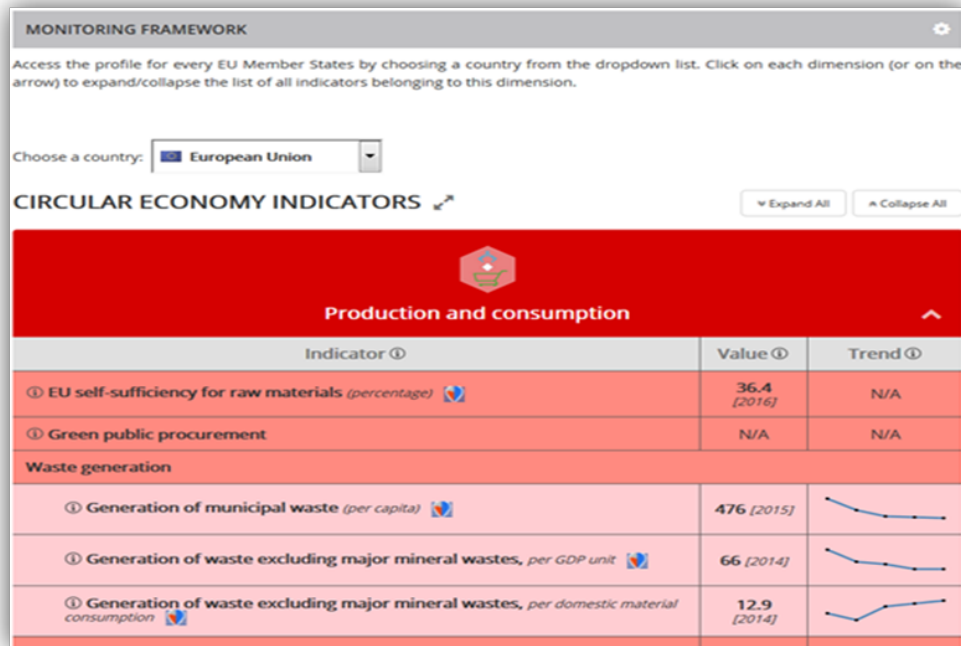 MONITORING FRAMEWORK
Access the profile for every EU Member States by choosing a country from the dropdown list. Click on each dimension (or on the
arrow) to expand/collapse the list of all indicators belonging to this dimension.
Choose a country: European Union
CIRCULAR ECONOMY INDICATORS Expand All Collapse All
Production and consumption
Indicator Value Trend
EU self-sufficiency for raw materials (percentage) 36.4 [2016] N/A
Green public procurement N/A N/A
Waste generation
Generation of municipal waste (per capita) 476 [2015]
Generation of waste excluding major mineral wastes, per GDP unit 66 [2014]
Generation of waste excluding major mineral wastes, per domestic material
consumption 12.9 [2014]